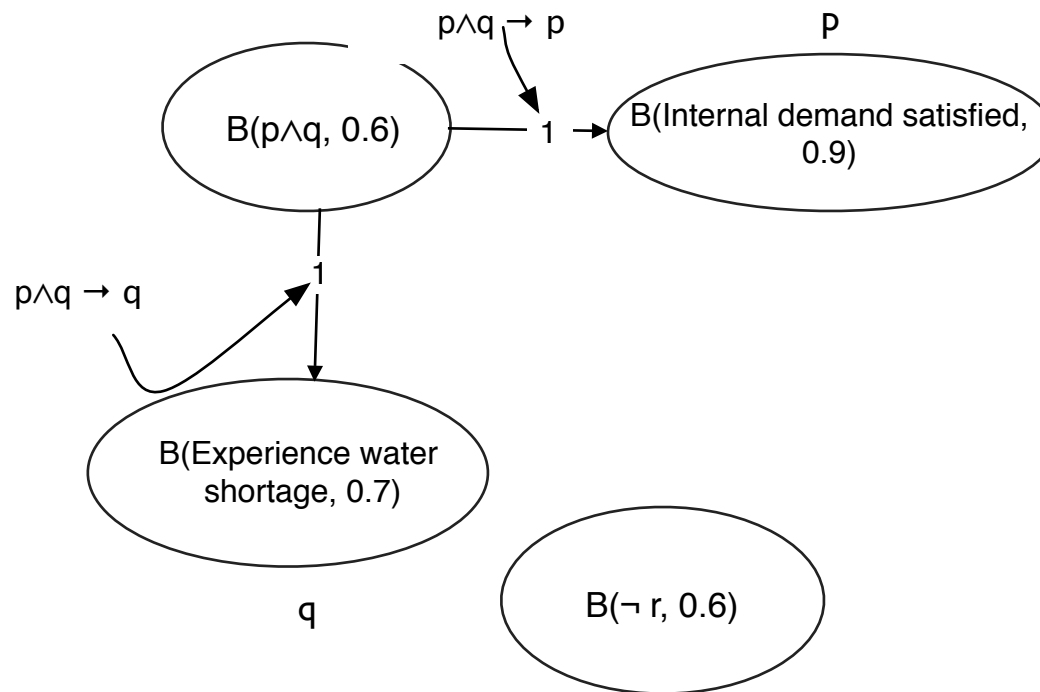 p∧q → p
p
B(p∧q, 0.6)
1
B(Internal demand satisfied,
0.9)
1
p∧q → q
B(Experience water
shortage, 0.7)
q
B(¬ r, 0.6)